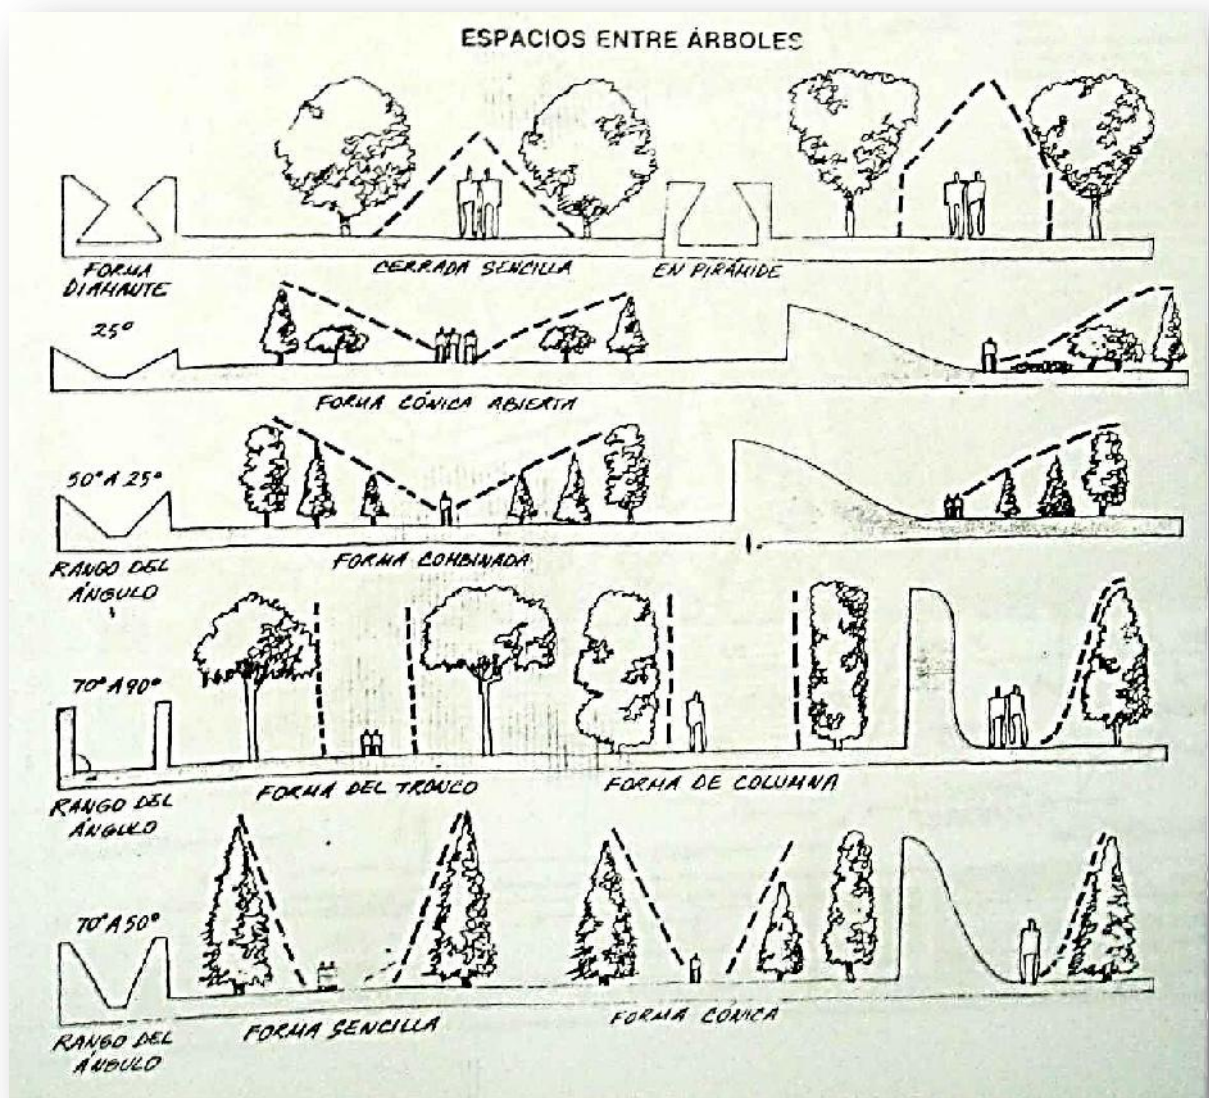 ESPACIOS ENTRE ÁRBOLES
FORMA
DIAMANTE
CERRADA SENCILLA
EN PIRÁMIDE
25°
FORMA CÓNICA ABIERTA
50° A 25°
RANGO DEL
ÁNGULO
FORMA COMBINADA
70° A 90°
RANGO DEL
ÁNGULO
FORMA DEL TRONCO
FORMA DE COLUMNA
70° A 50°
RANGO DEL
ÁNGULO
FORMA SENCILLA
FORMA CÓNICA